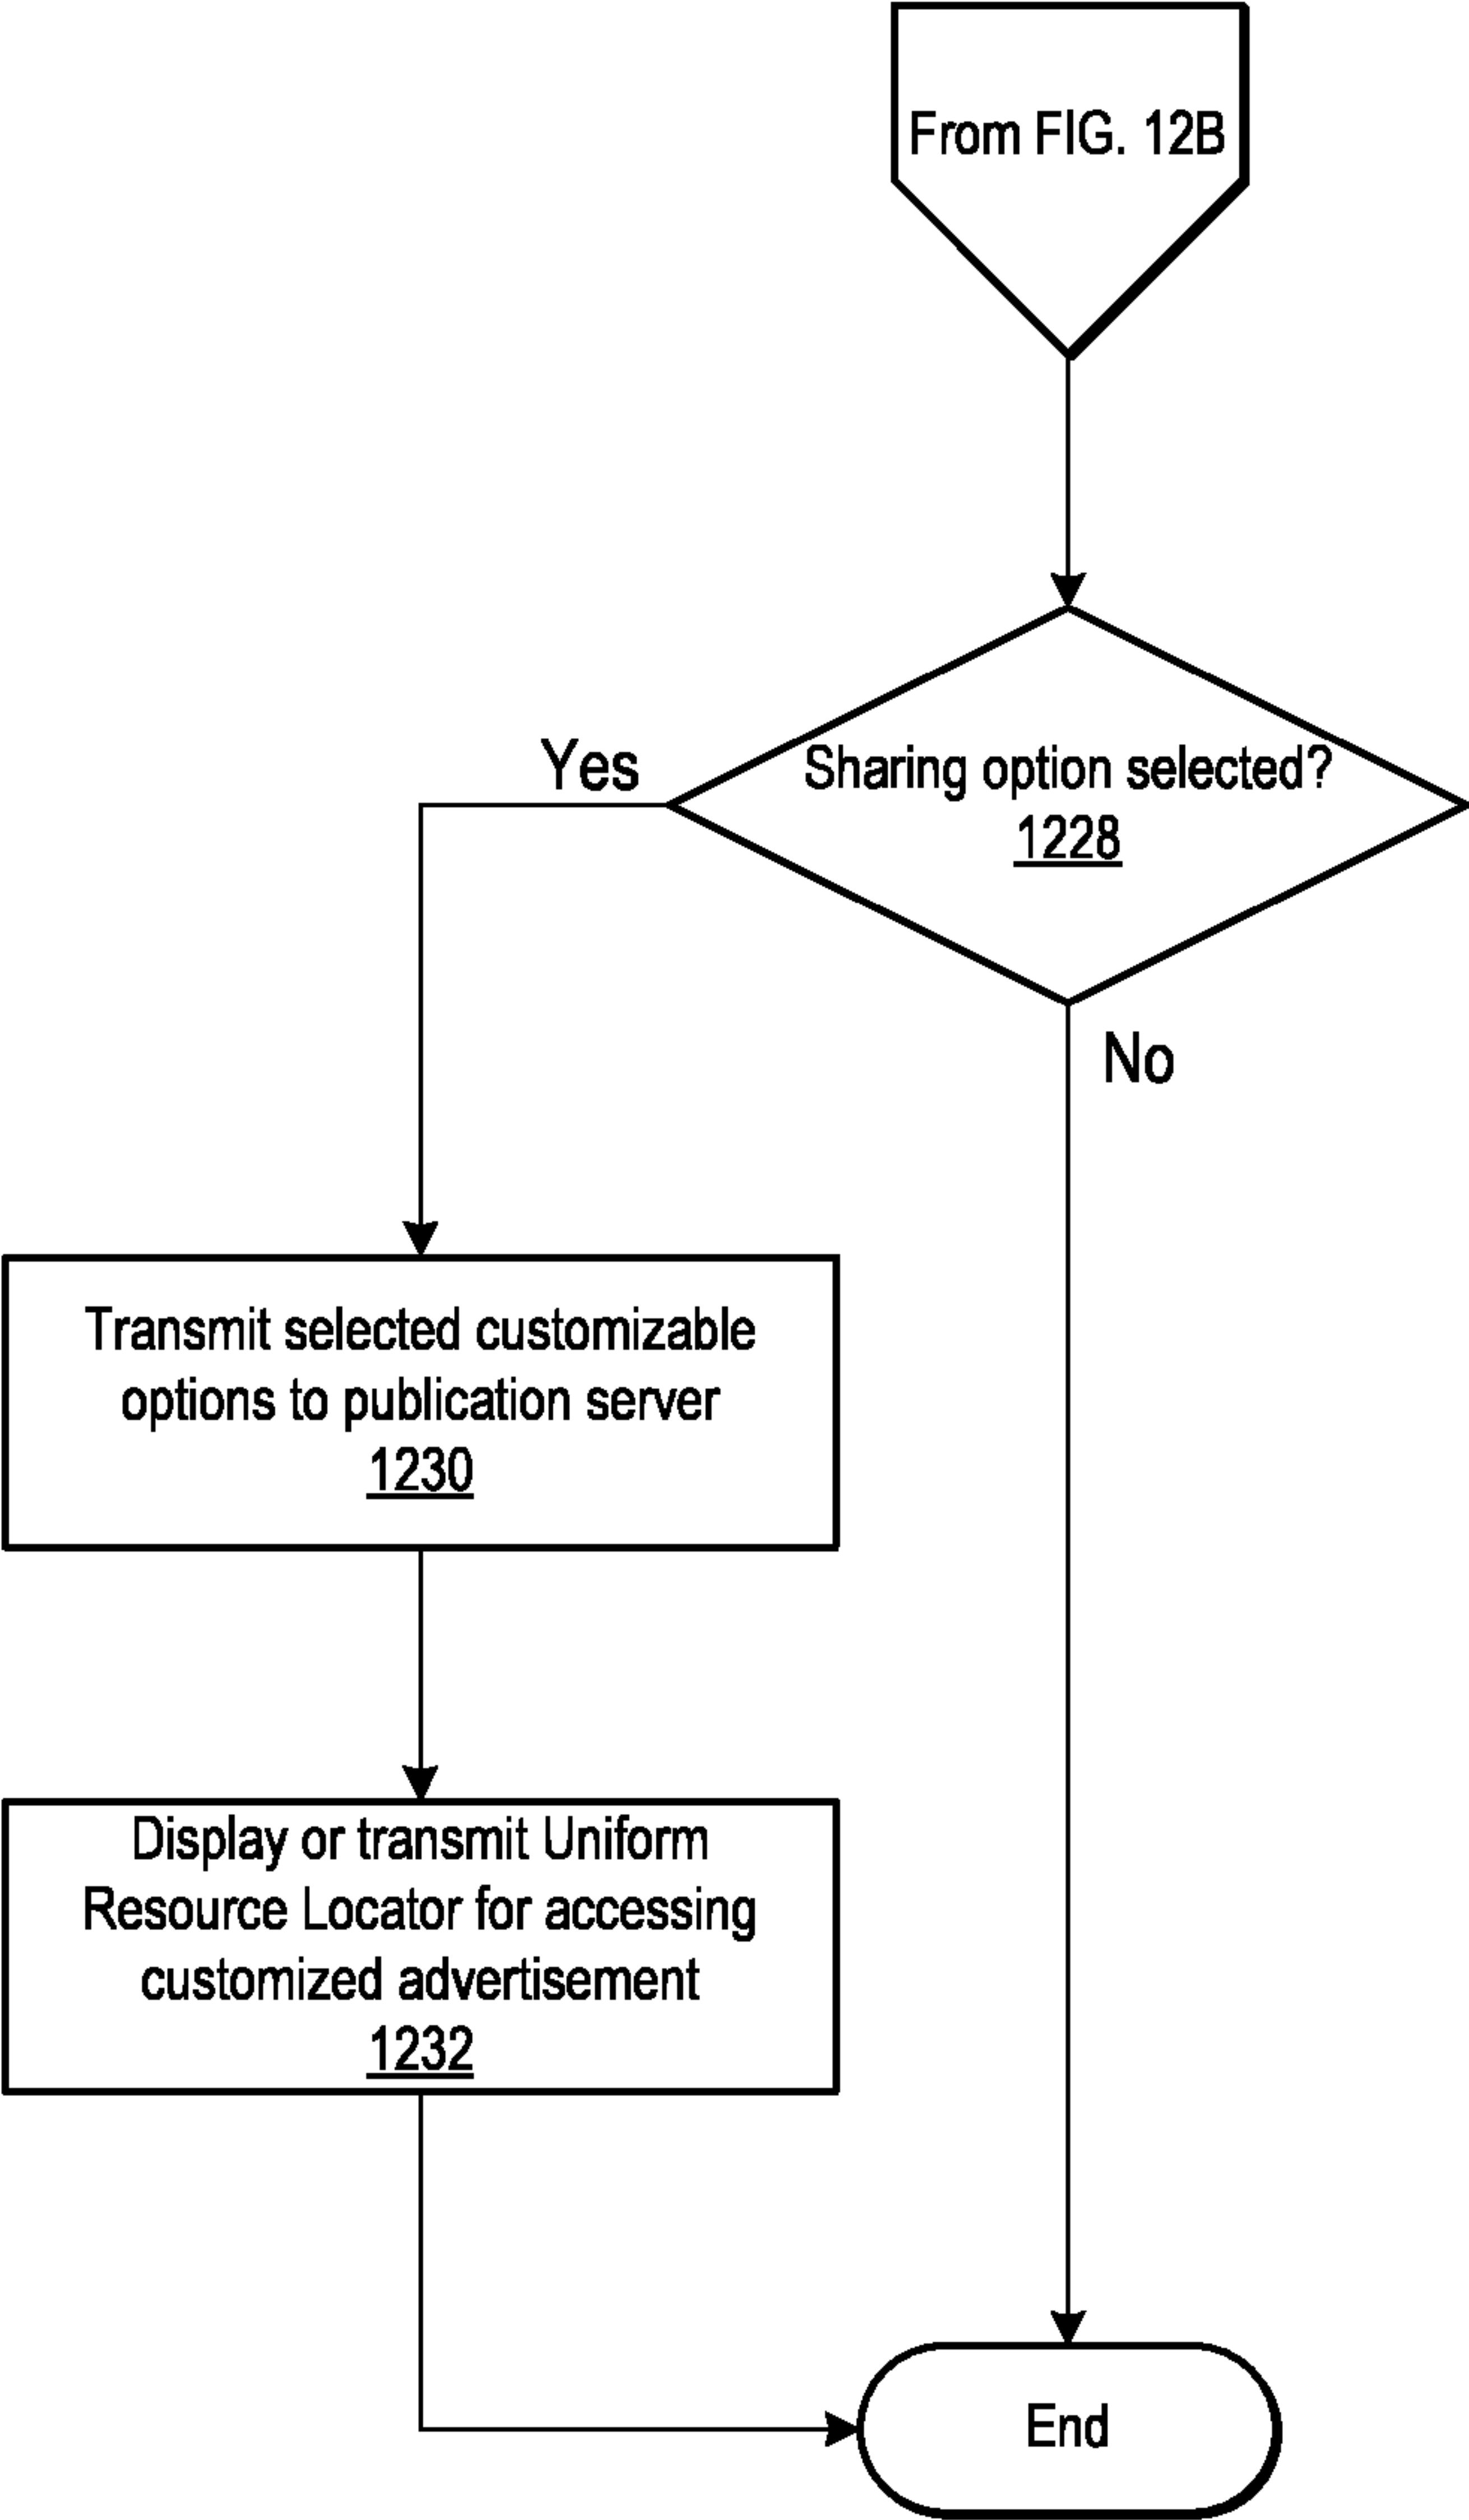 From FIG. 12B
Sharing option selected?
1228
Yes
No
Transmit selected customizable
options to publication server
1230
Display or transmit Uniform
Resource Locator for accessing
customized advertisement
1232
End